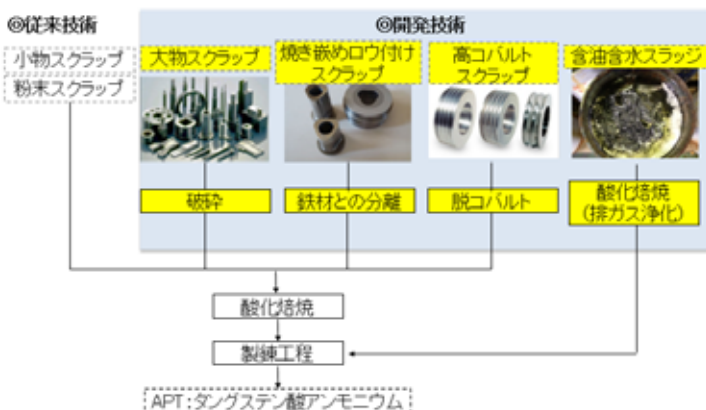 ◎従来技術
◎開発技術
小物スクラップ
粉末スクラップ
大物スクラップ
焼き嵌めロウ付け
スクラップ
高コバルト
スクラップ
含油含水スラッジ
破砕
鉄材との分離
脱コバルト
酸化焙焼
(排ガス浄化)
酸化焙焼
製錬工程
APT:タングステン酸アンモニウム